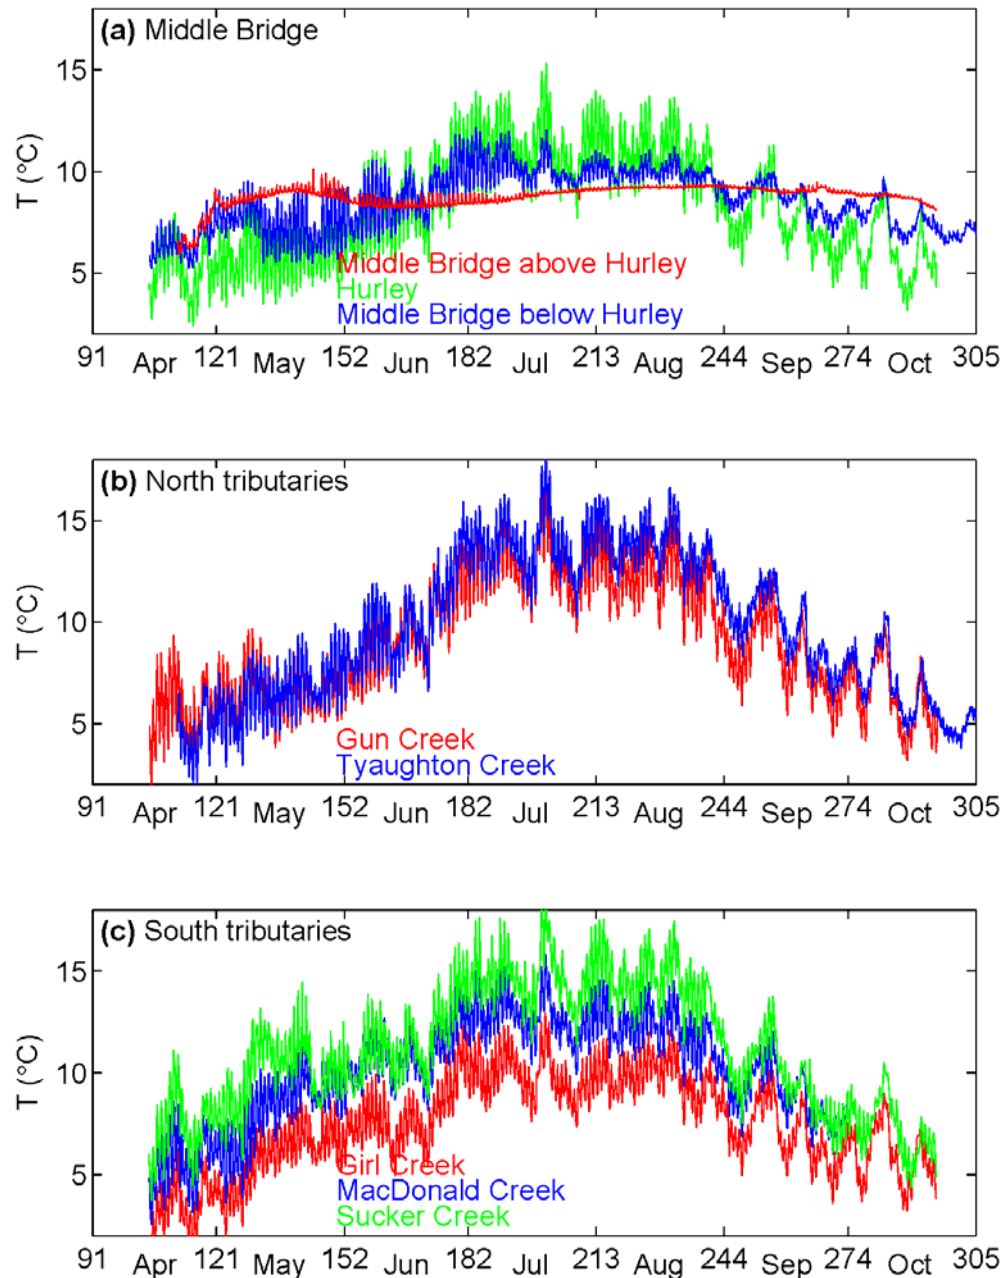 (a) Middle Bridge
15
10
5
T (°C)
Middle Bridge above Hurley
Hurley
Middle Bridge below Hurley
91 Apr 121 May 152 Jun 182 Jul 213 Aug 244 Sep 274 Oct 305
(b) North tributaries
15
10
5
T (°C)
Gun Creek
Tyaughton Creek
91 Apr 121 May 152 Jun 182 Jul 213 Aug 244 Sep 274 Oct 305
(c) South tributaries
15
10
5
T (°C)
Girl Creek
MacDonald Creek
Sucker Creek
91 Apr 121 May 152 Jun 182 Jul 213 Aug 244 Sep 274 Oct 305